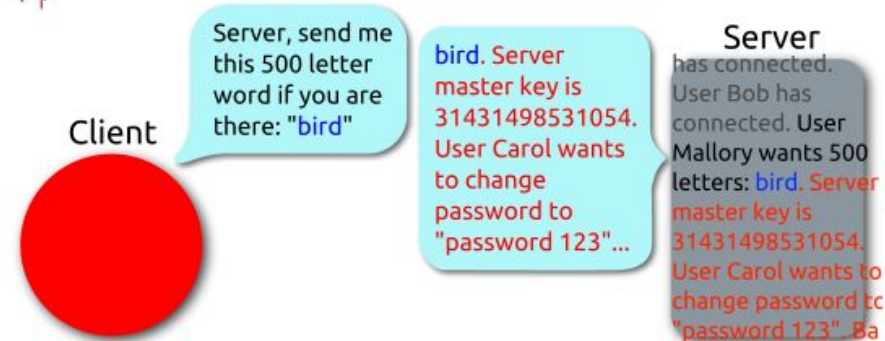 Client
Server, send me
this 500 letter
word if you are
there: "bird"
bird. Server
master key is
31431498531054.
User Carol wants
to change
password to
"password 123"...
Server
has connected.
User Bob has
connected. User
Mallory wants 500
letters: bird. Server
master key is
31431498531054.
User Carol wants to
change password to
"password 123". Ba